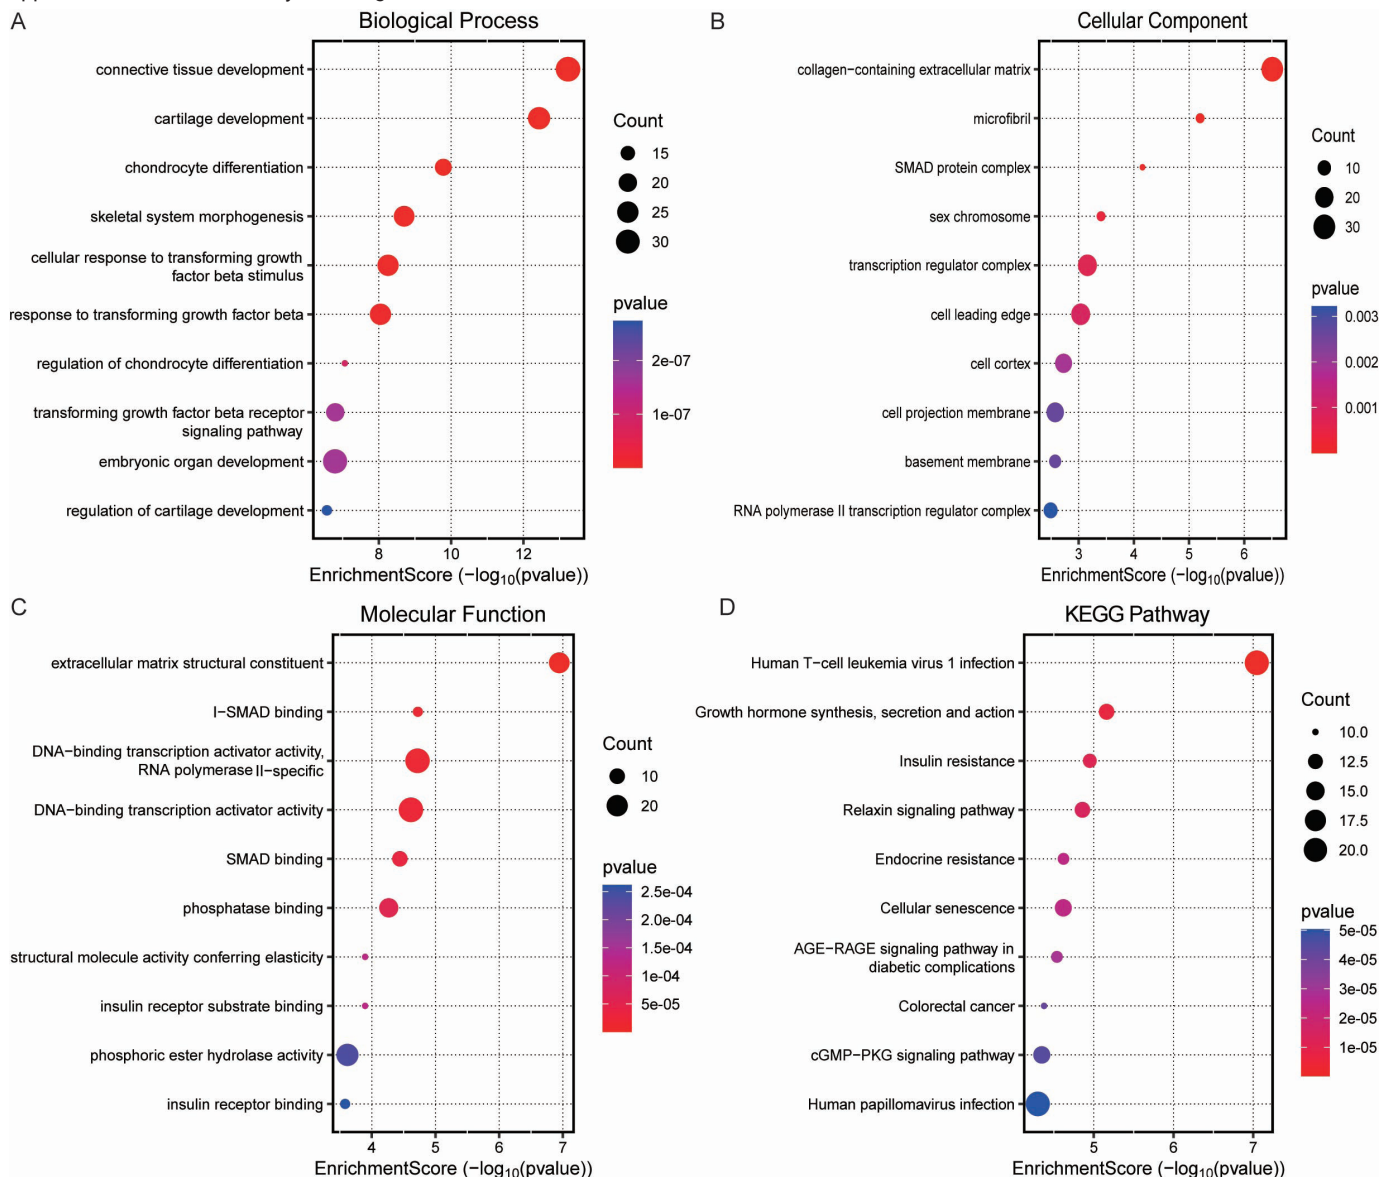 A
Biological Process
connective tissue development
cartilage development
chondrocyte differentiation
skeletal system morphogenesis
cellular response to transforming growth
factor beta stimulus
response to transforming growth factor beta
regulation of chondrocyte differentiation
transforming growth factor beta receptor
signaling pathway
embryonic organ development
regulation of cartilage development
8 10 12
EnrichmentScore (−log10(pvalue))
Count
15
20
25
30
pvalue
2e-07
1e-07
B
Cellular Component
collagen−containing extracellular matrix
microfibril
SMAD protein complex
sex chromosome
transcription regulator complex
cell leading edge
cell cortex
cell projection membrane
basement membrane
RNA polymerase II transcription regulator complex
3 4 5 6
EnrichmentScore (−log10(pvalue))
Count
10
20
30
pvalue
0.003
0.002
0.001
C
Molecular Function
extracellular matrix structural constituent
I−SMAD binding
DNA−binding transcription activator activity,
RNA polymerase II−specific
DNA−binding transcription activator activity
SMAD binding
phosphatase binding
structural molecule activity conferring elasticity
insulin receptor substrate binding
phosphoric ester hydrolase activity
insulin receptor binding
4 5 6 7
EnrichmentScore (−log10(pvalue))
Count
10
20
pvalue
2.5e-04
2.0e-04
1.5e-04
1e-04
5e-05
D
KEGG Pathway
Human T−cell leukemia virus 1 infection
Growth hormone synthesis, secretion and action
Insulin resistance
Relaxin signaling pathway
Endocrine resistance
Cellular senescence
AGE−RAGE signaling pathway in
diabetic complications
Colorectal cancer
cGMP−PKG signaling pathway
Human papillomavirus infection
5 6 7
EnrichmentScore (−log10(pvalue))
Count
10.0
12.5
15.0
17.5
20.0
pvalue
5e-05
4e-05
3e-05
2e-05
1e-05